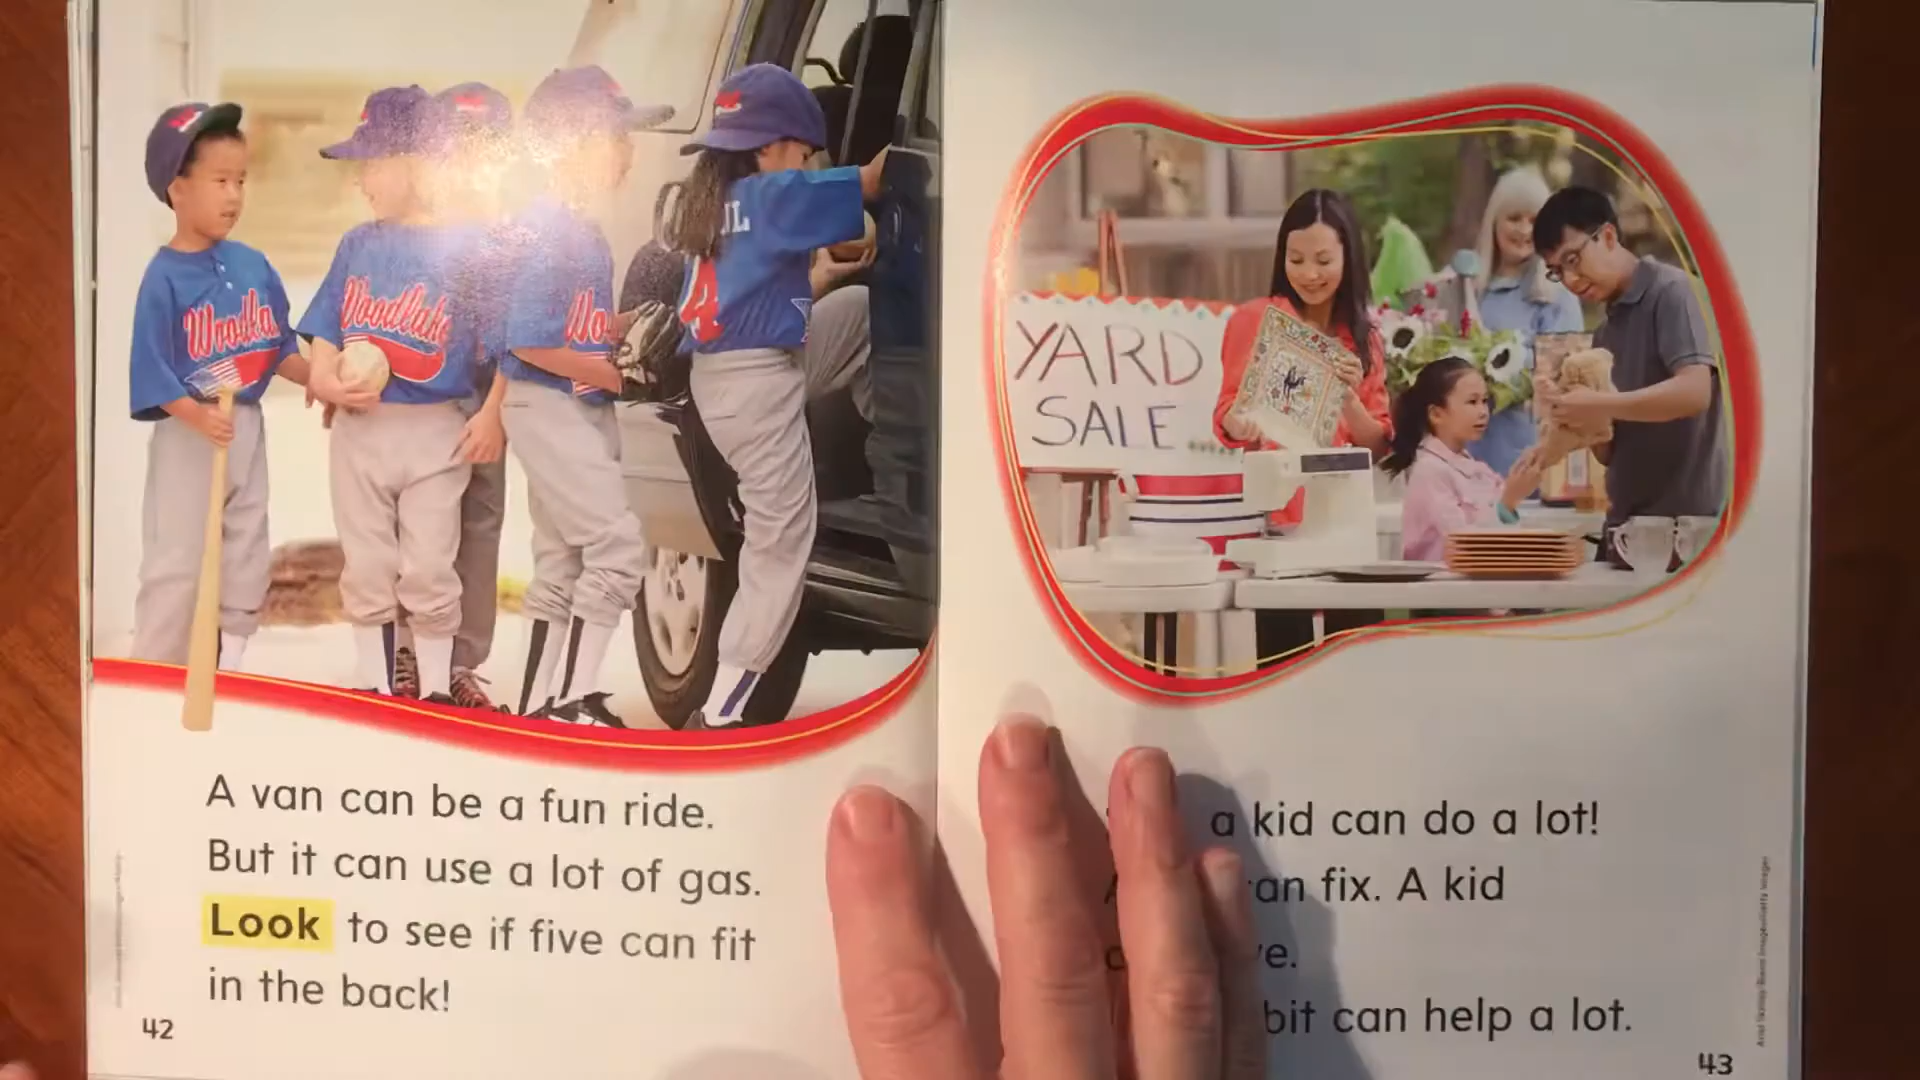 Woodla
Woodlake
Wo
4
YARD
SALE
A van can be a fun ride.
But it can use a lot of gas.
Look to see if five can fit
in the back!
42
a kid can do a lot!
fix. A kid
bit can help a lot.
43